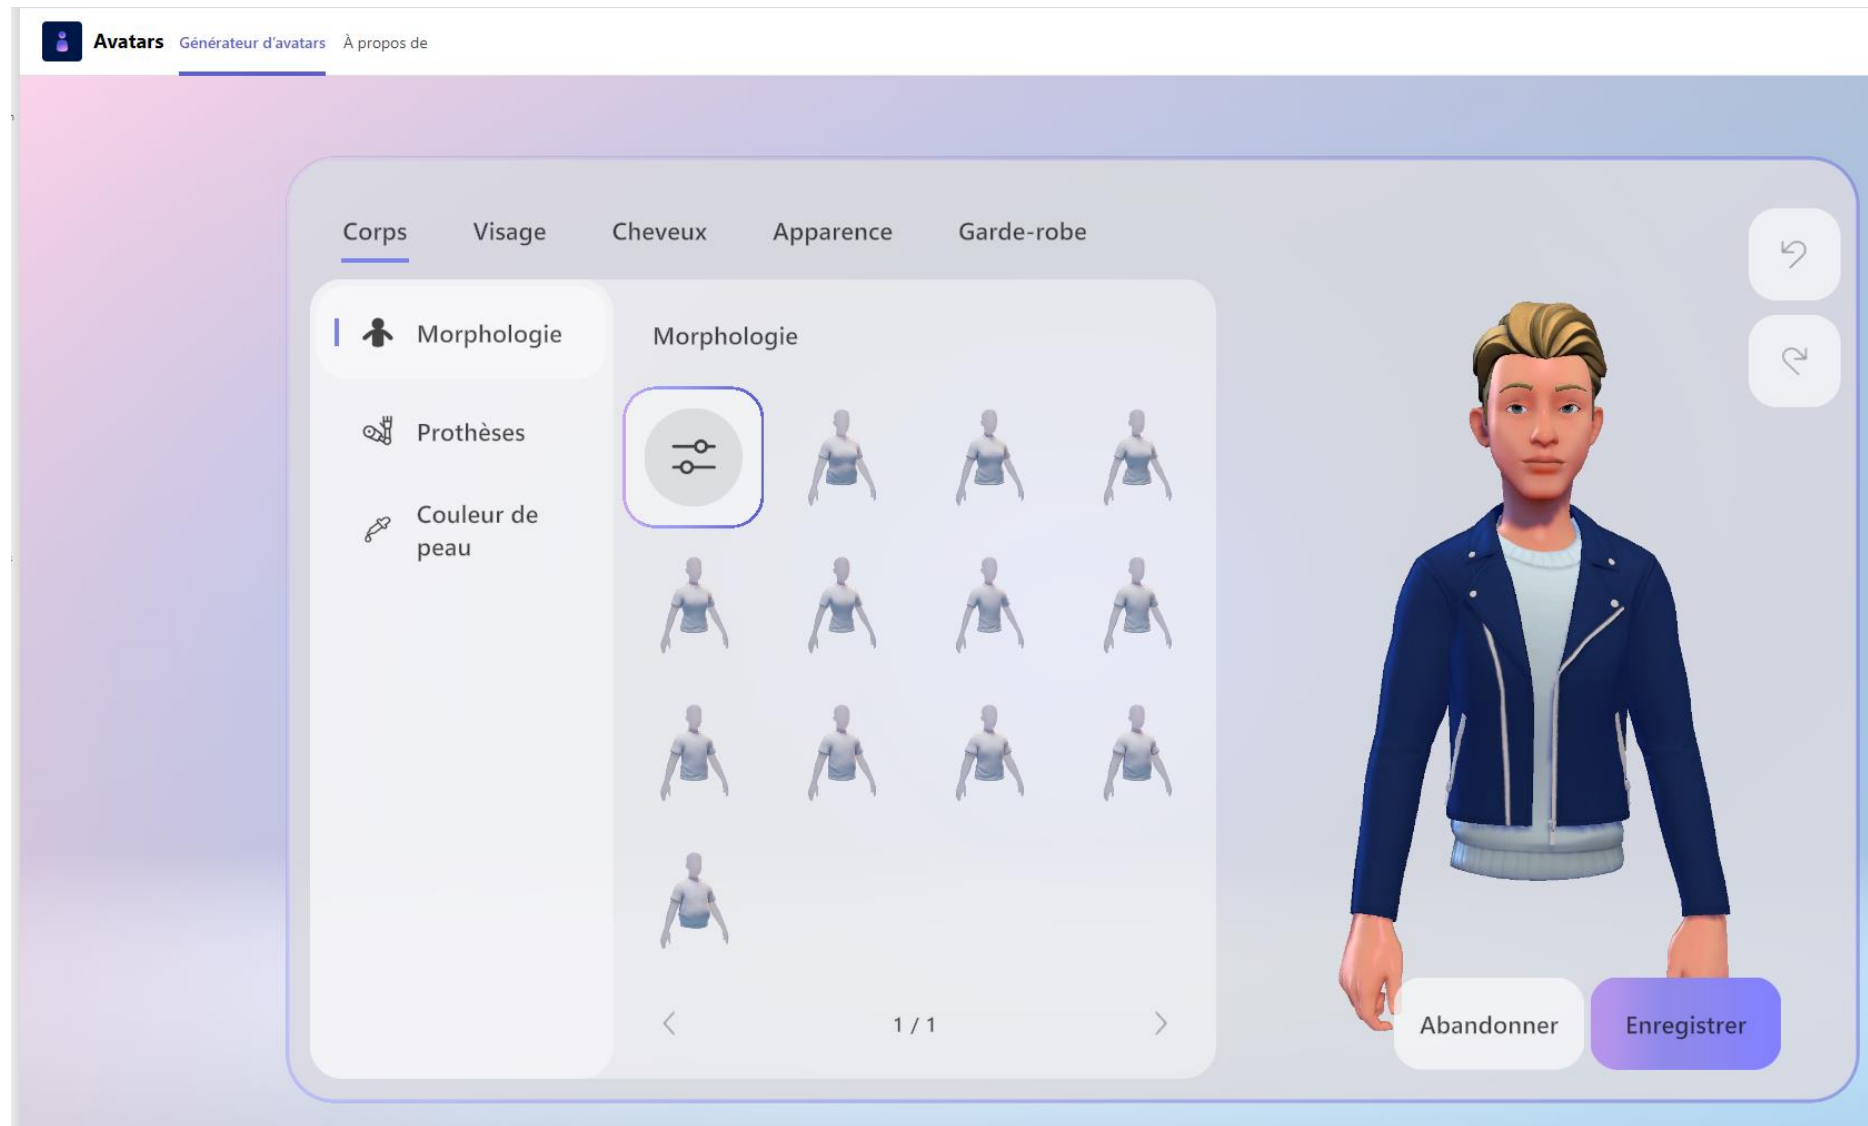 Avatars Générateur d'avatars À propos de
Corps Visage Cheveux Apparence Garde-robe
Morphologie
Prothèses
Couleur de
peau
Morphologie
1 / 1
Abandonner Enregistrer